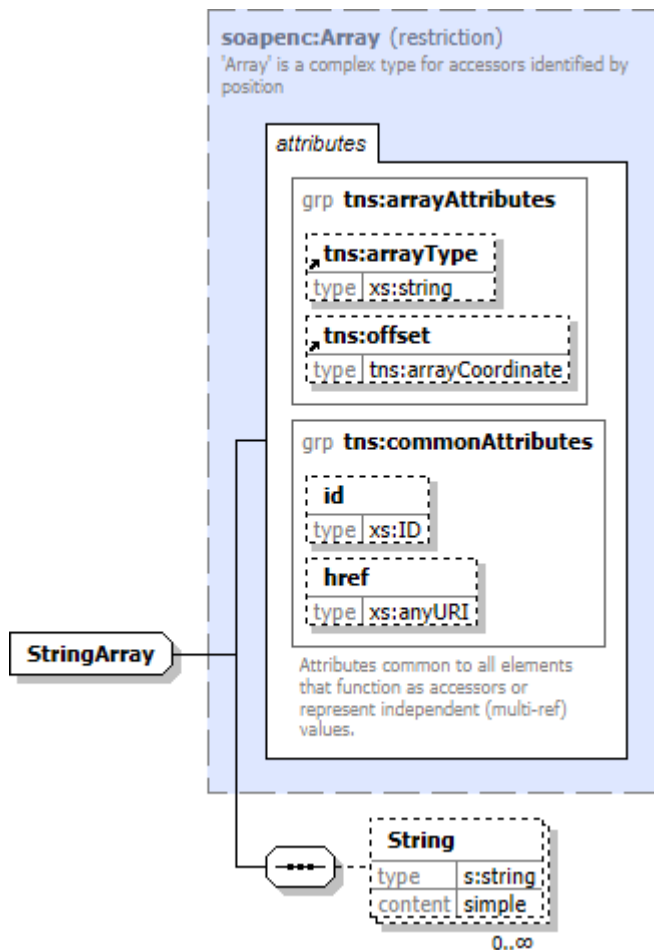 soapenc:Array (restriction)
'Array' is a complex type for accessors identified by
position
attributes
grp tns:arrayAttributes
tns:arrayType
type xs:string
tns:offset
type tns:arrayCoordinate
grp tns:commonAttributes
id
type xs:ID
href
type xs:anyURI
Attributes common to all elements
that function as accessors or
represent independent (multi-ref)
values.
StringArray
String
type s:string
content simple
0..∞